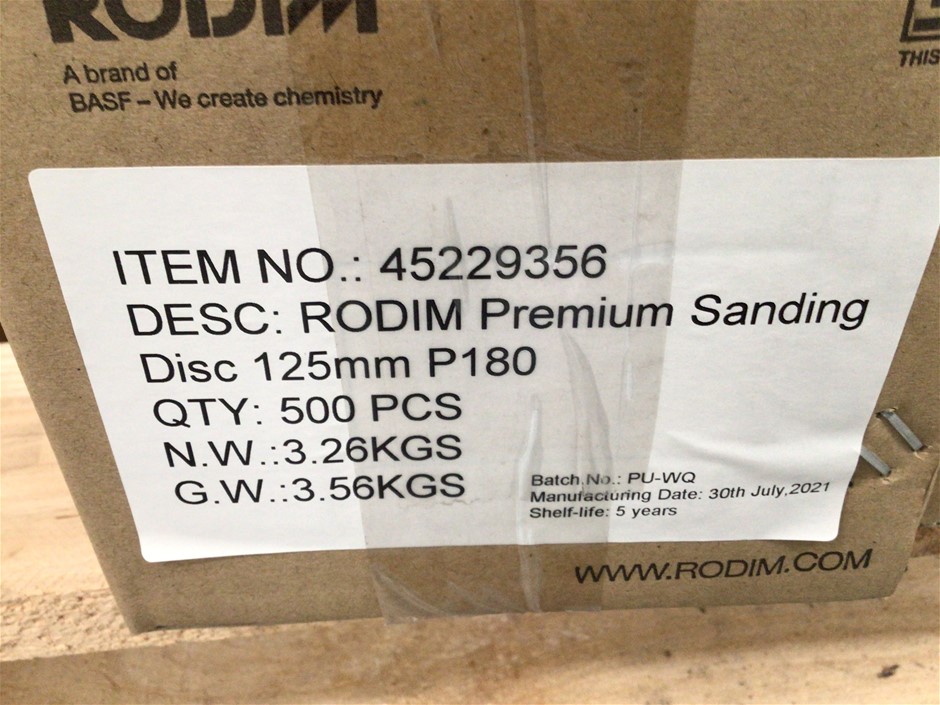 RODIM
A brand of
BASF – We create chemistry
THIS
ITEM NO.: 45229356
DESC: RODIM Premium Sanding
Disc 125mm P180
QTY: 500 PCS
N.W.:3.26KGS
G.W.:3.56KGS
Batch No.: PU-WQ
Manufacturing Date: 30th July,2021
Shelf-life: 5 years
WWW.RODIM.COM